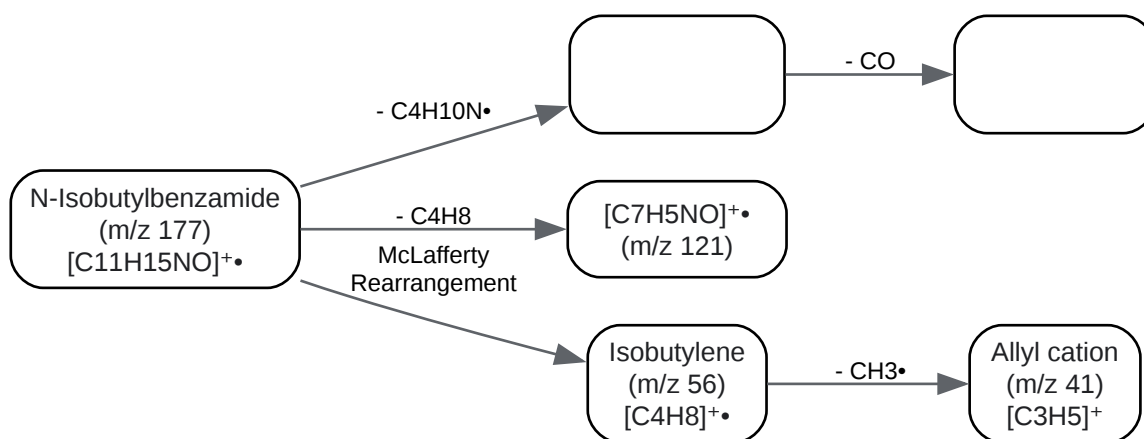 - CO
- C4H10N•
N-Isobutylbenzamide
(m/z 177)
[C11H15NO]⁺•
- C4H8
McLafferty
Rearrangement
[C7H5NO]⁺•
(m/z 121)
Isobutylene
(m/z 56)
[C4H8]⁺•
- CH3•
Allyl cation
(m/z 41)
[C3H5]⁺